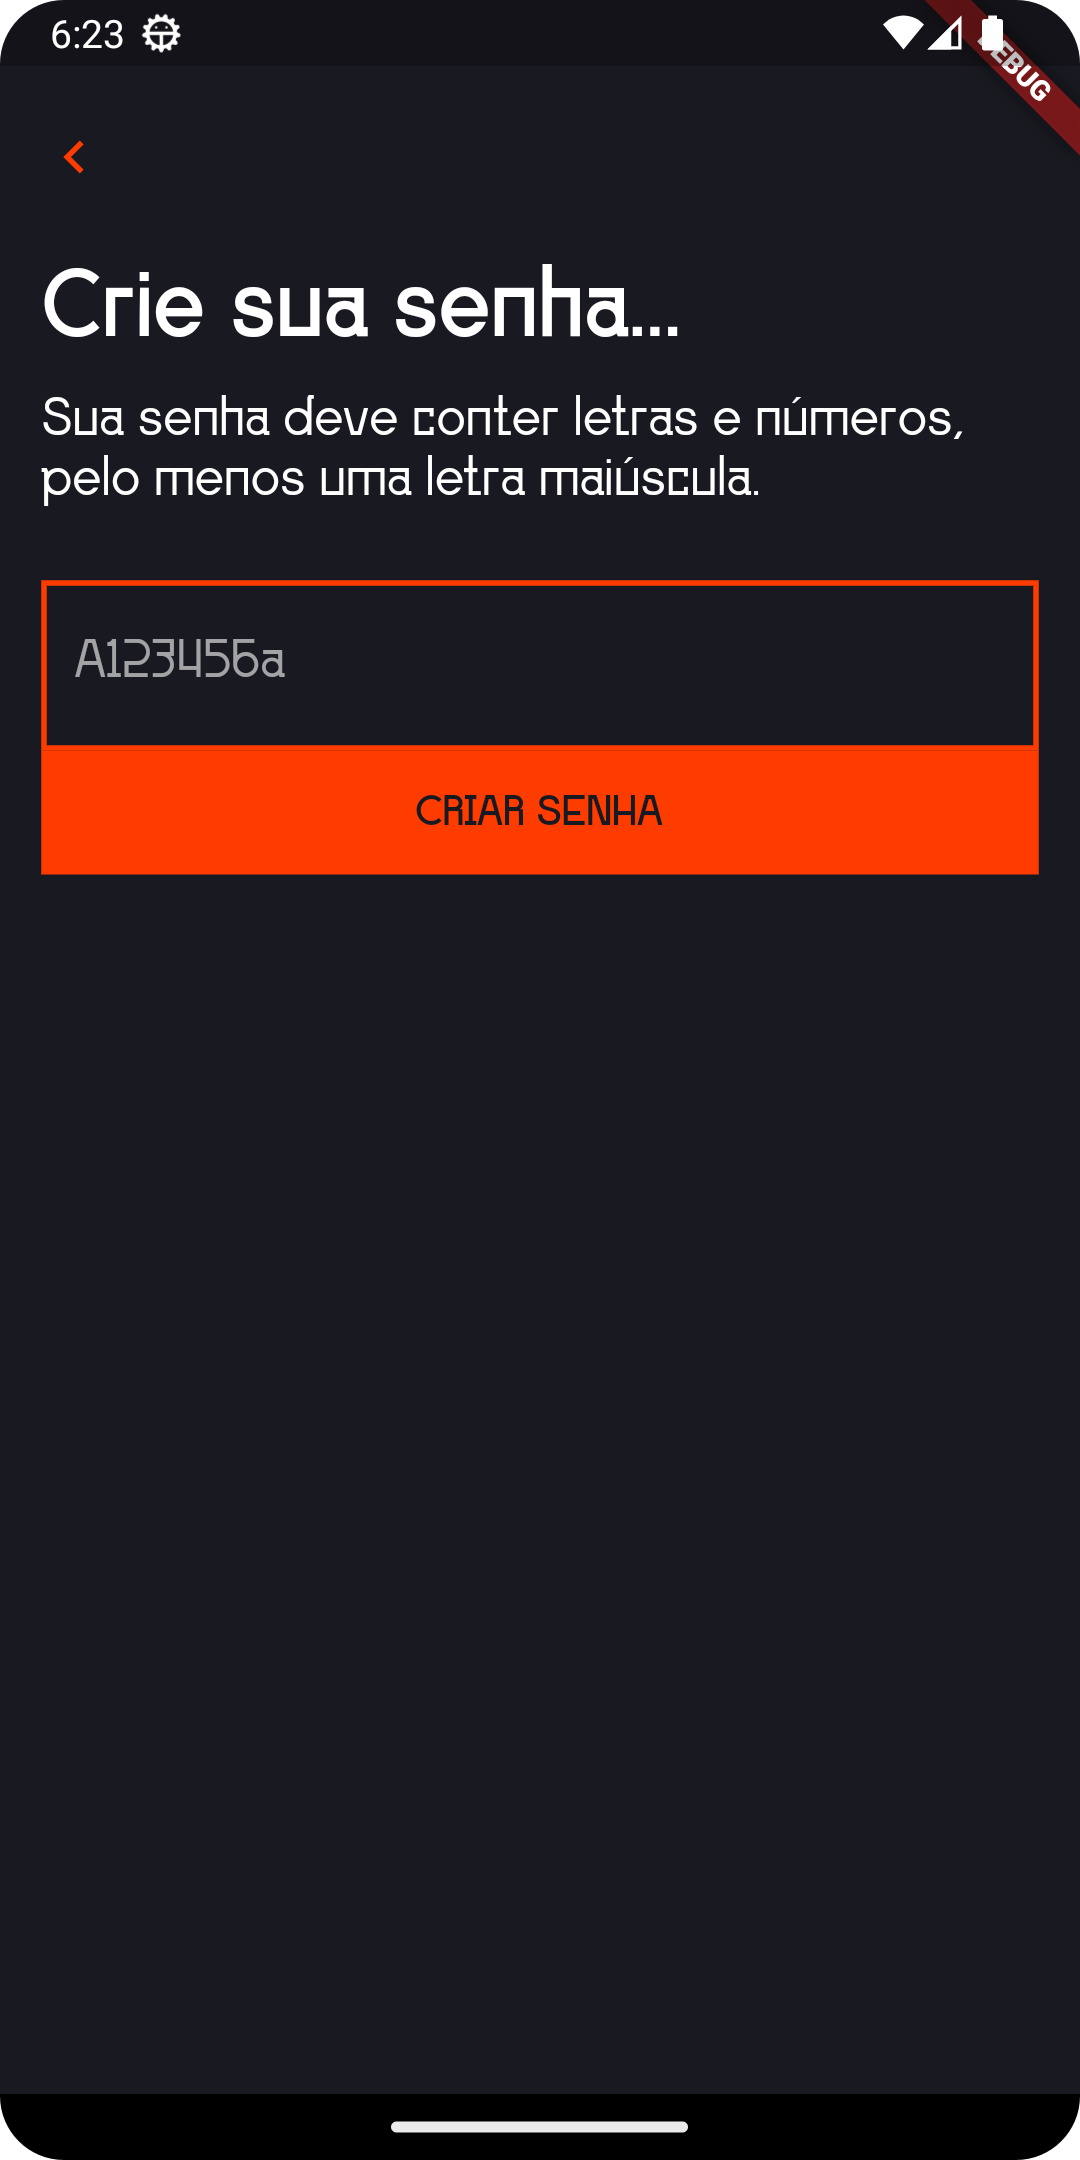 6:23
DEBUG
Crie sua senha...
Sua senha deve conter letras e números,
pelo menos uma letra maiúscula.
A123456a
CRIAR SENHA